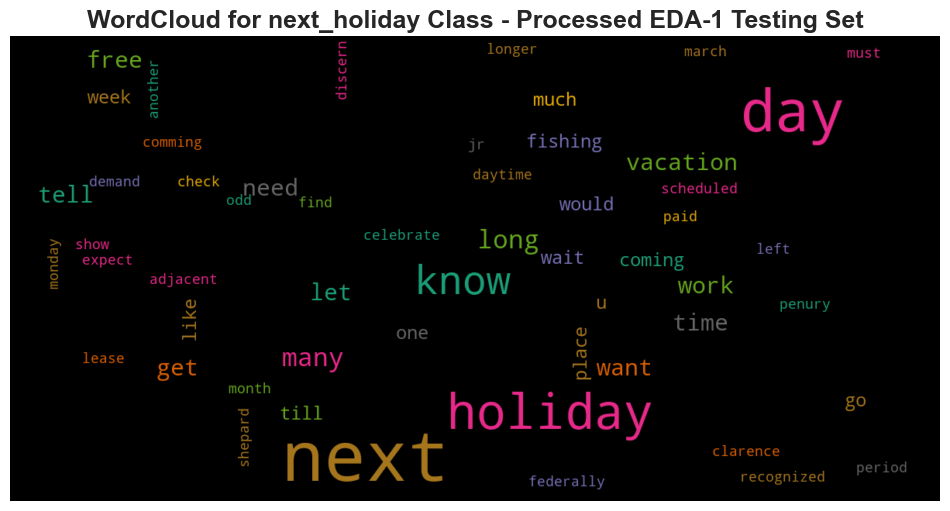 WordCloud for next_holiday Class - Processed EDA-1 Testing Set
free
another
discern
longer
march
must
week
much
day
comming
jr
fishing
vacation
daytime
demand
check
need
scheduled
tell
odd
find
would
paid
celebrate
long
show
expect
monday
wait
coming
left
adjacent
know
work
let
u
penury
like
one
time
place
lease
get
many
want
month
till
holiday
go
shepard
next
clarence
period
recognized
federally